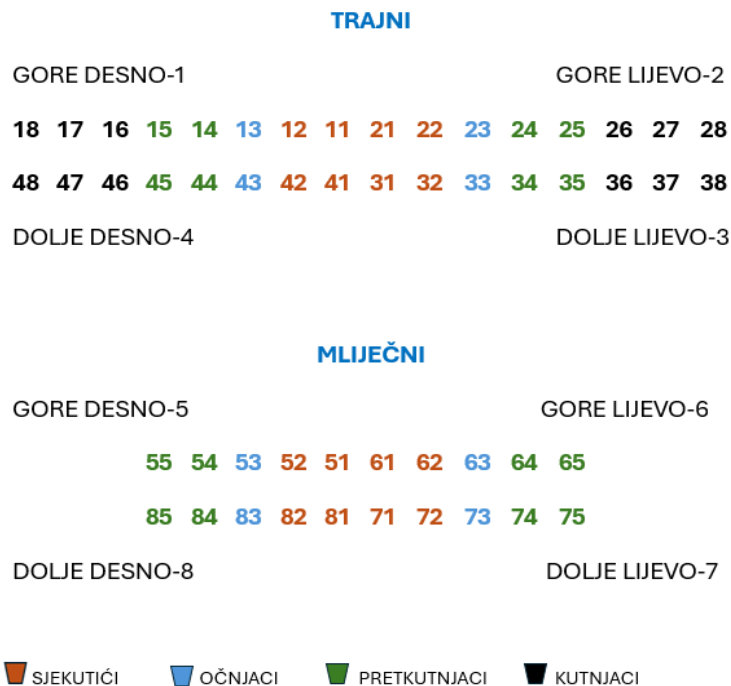 TRAJNI
GORE DESNO-1 GORE LIJEVO-2
18 17 16 15 14 13 12 11 21 22 23 24 25 26 27 28
48 47 46 45 44 43 42 41 31 32 33 34 35 36 37 38
DOLJE DESNO-4 DOLJE LIJEVO-3
MLIJEČNI
GORE DESNO-5 GORE LIJEVO-6
55 54 53 52 51 61 62 63 64 65
85 84 83 82 81 71 72 73 74 75
DOLJE DESNO-8 DOLJE LIJEVO-7
SJEKUTIĆI OČNJACI PRETKUTNJACI KUTNJACI